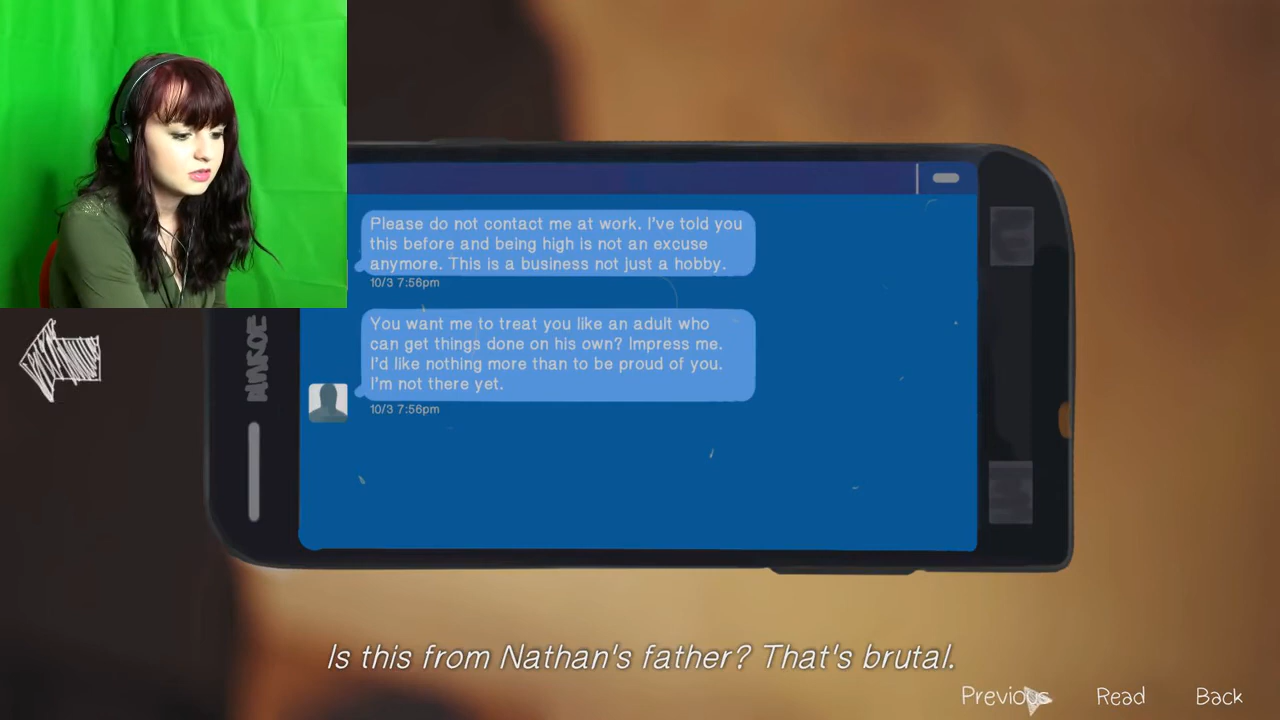 Please do not contact me at work. I've told you
this before and being high is not an excuse
anymore. This is a business not just a hobby.
10/3 7:56pm
You want me to treat you like an adult who
can get things done on his own? Impress me.
I'd like nothing more than to be proud of you.
I'm not there yet.
10/3 7:56pm
Is this from Nathan's father? That's brutal.
Previous Read Back